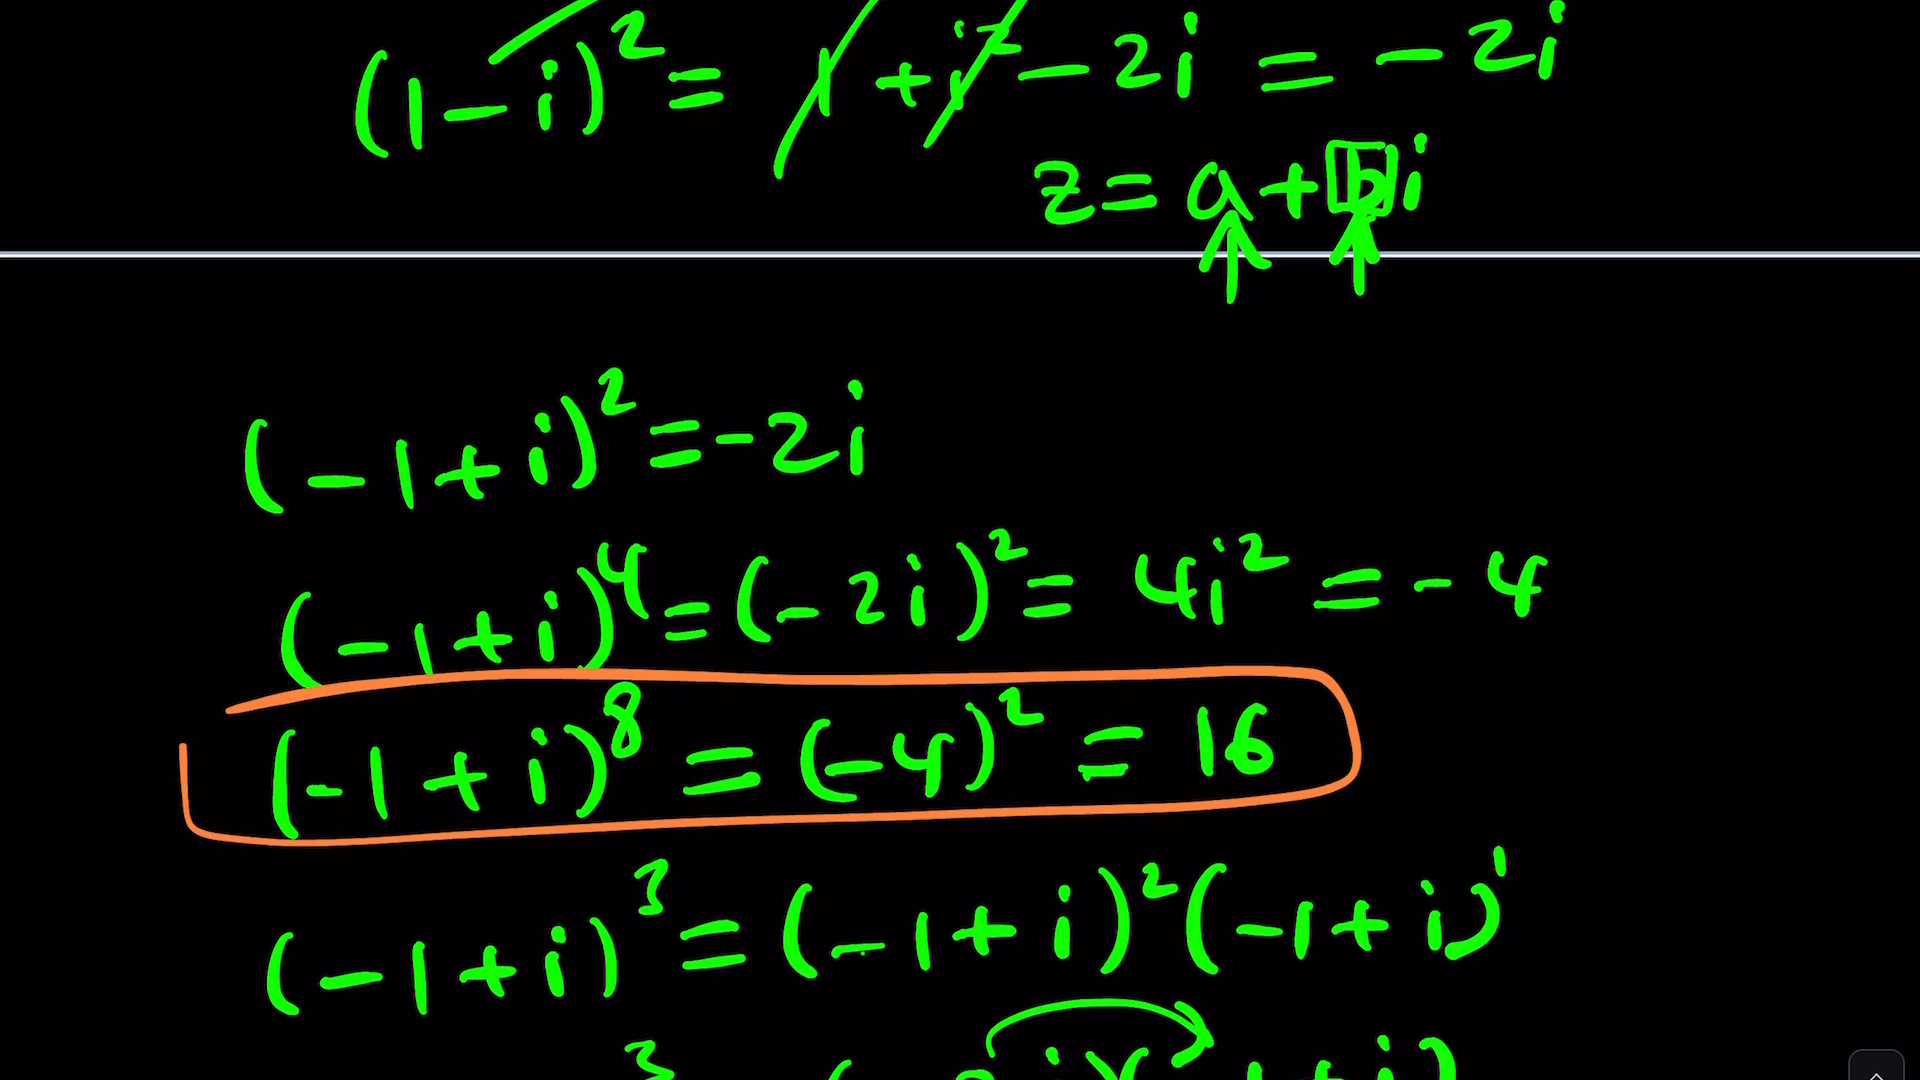 (1-i)² = 1 + i² - 2i = -2i
z = a + bi
(-1+i)² = -2i
(-1+i)⁴ = (-2i)² = 4i² = -4
(-1+i)⁸ = (-4)² = 16
(-1+i)³ = (-1+i)² (-1+i)¹